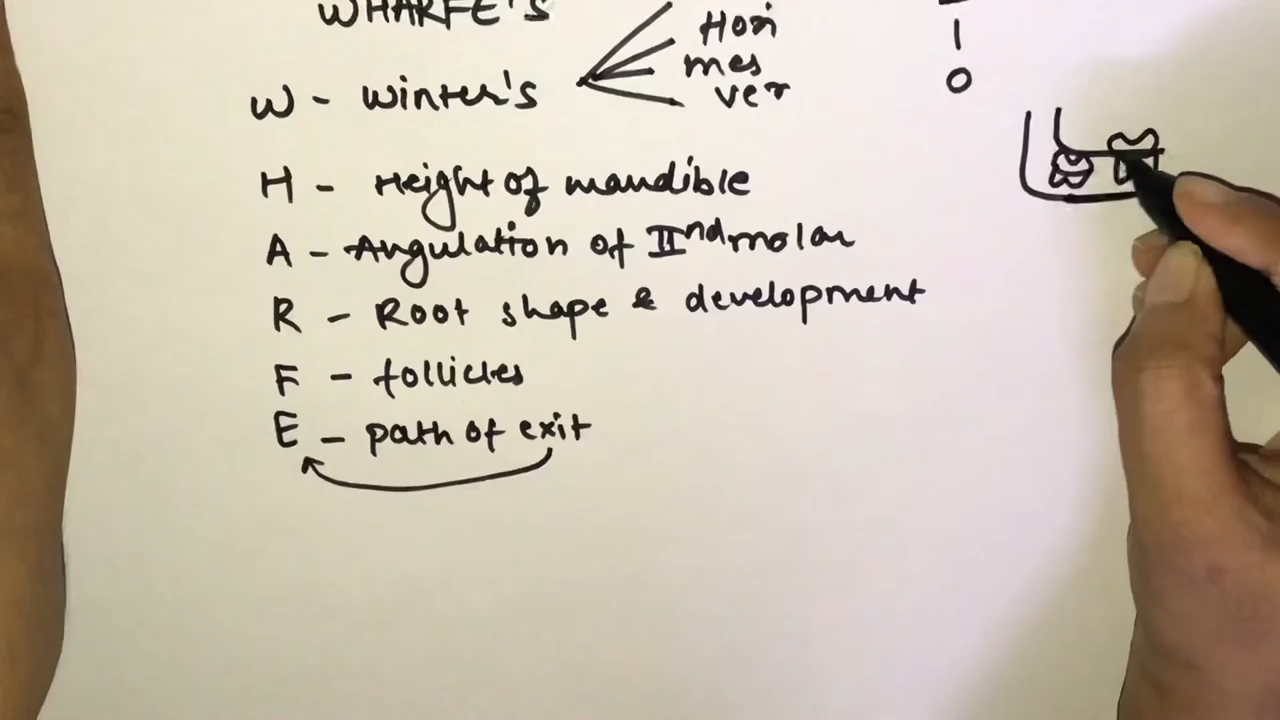 WHARFE'S
Hori
mes
ver
1
0
W - Winter's
H - Height of mandible
A - Angulation of IInd molar
R - Root shape & development
F - follicles
E - path of exit